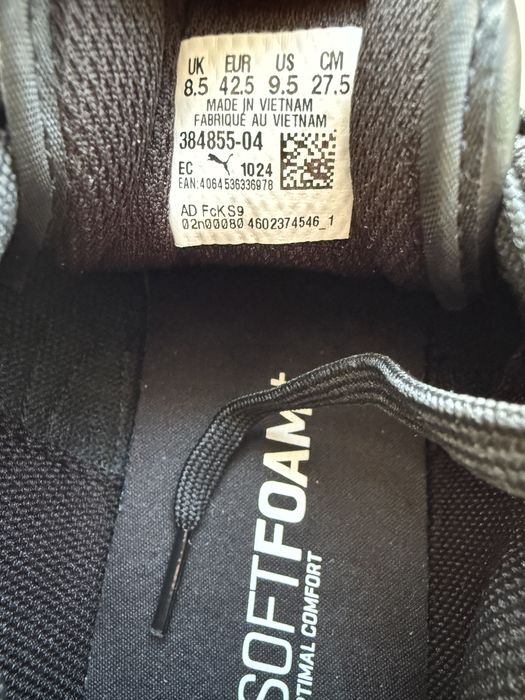 UK EUR US CM
8.5 42.5 9.5 27.5
MADE IN VIETNAM
FABRIQUÉ AU VIETNAM
384855-04
EC 1024
EAN:4064536336978
AD FcKS9
02n00080 4602374546_1
SOFTFOAM+
OPTIMAL COMFORT